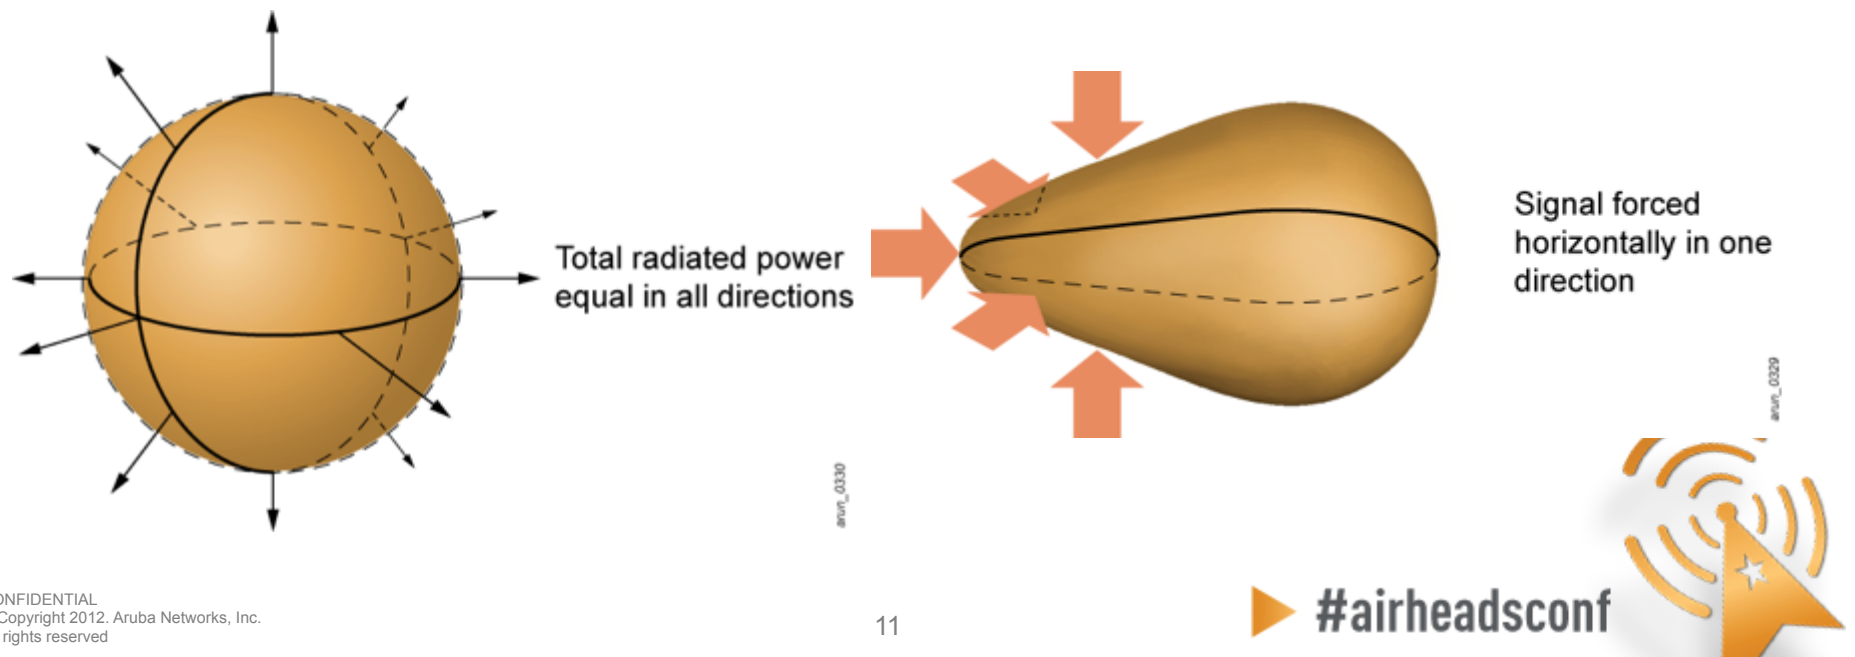 Total radiated power
equal in all directions
arun_0330
Signal forced
horizontally in one
direction
arun_0329
ONFIDENTIAL
Copyright 2012. Aruba Networks, Inc.
rights reserved
11
#airheadsconf